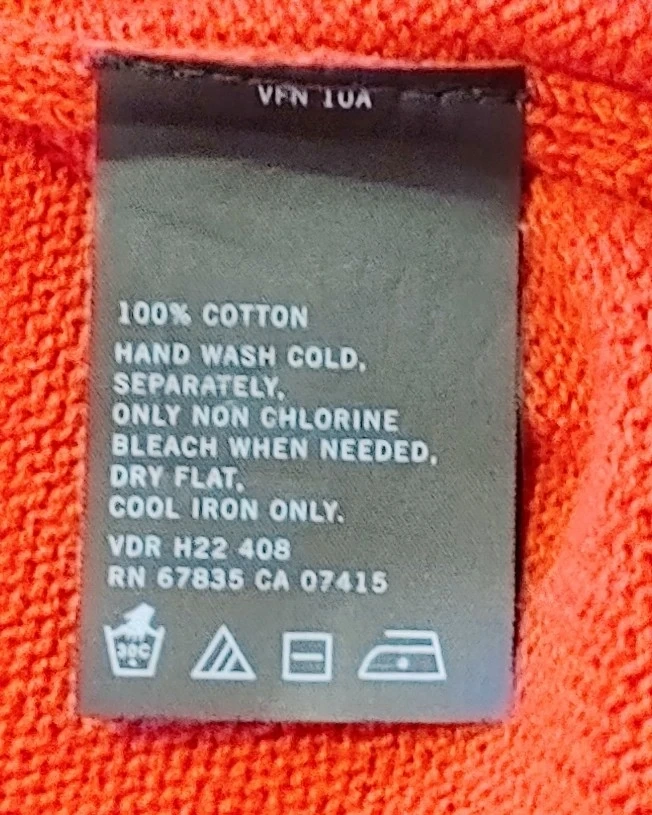 VFN 10A
100% COTTON
HAND WASH COLD,
SEPARATELY,
ONLY NON CHLORINE
BLEACH WHEN NEEDED,
DRY FLAT,
COOL IRON ONLY.
VDR H22 408
RN 67835 CA 07415
30C